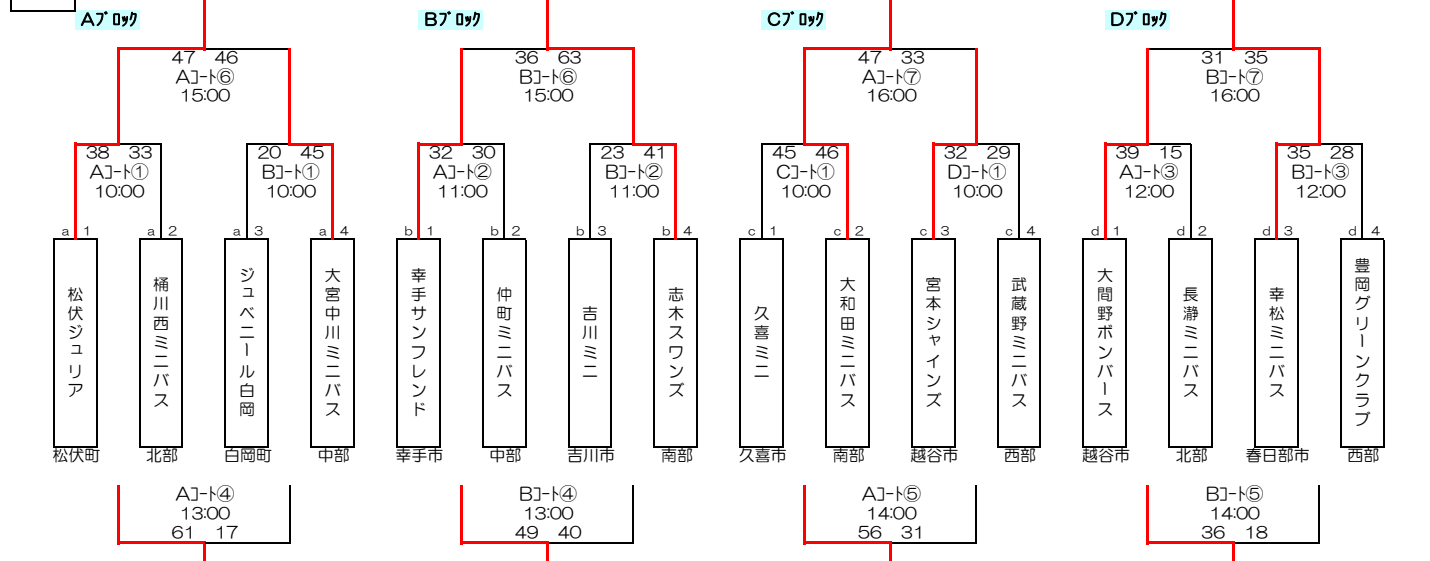 Aブロック
Bブロック
Cブロック
Dブロック
47 46
Aコート⑥
15:00
36 63
Bコート⑥
15:00
47 33
Aコート⑦
16:00
31 35
Bコート⑦
16:00
38 33
Aコート①
10:00
20 45
Bコート①
10:00
32 30
Aコート②
11:00
23 41
Bコート②
11:00
45 46
Cコート①
10:00
32 29
Dコート①
10:00
39 15
Aコート③
12:00
35 28
Bコート③
12:00
a 1
松伏ジュリア
松伏町
a 2
桶川西ミニバス
北部
a 3
ジュベニール白岡
白岡町
a 4
大宮中川ミニバス
中部
b 1
幸手サンフレンド
幸手市
b 2
仲町ミニバス
中部
b 3
吉川ミニ
吉川市
b 4
志木スワンズ
南部
c 1
久喜ミニ
久喜市
c 2
大和田ミニバス
南部
c 3
宮本シャインズ
越谷市
c 4
武蔵野ミニバス
西部
d 1
大間野ボンバース
越谷市
d 2
長瀞ミニバス
北部
d 3
幸松ミニバス
春日部市
d 4
豊岡グリーンクラブ
西部
Aコート④
13:00
61 17
Bコート④
13:00
49 40
Aコート⑤
14:00
56 31
Bコート⑤
14:00
36 18